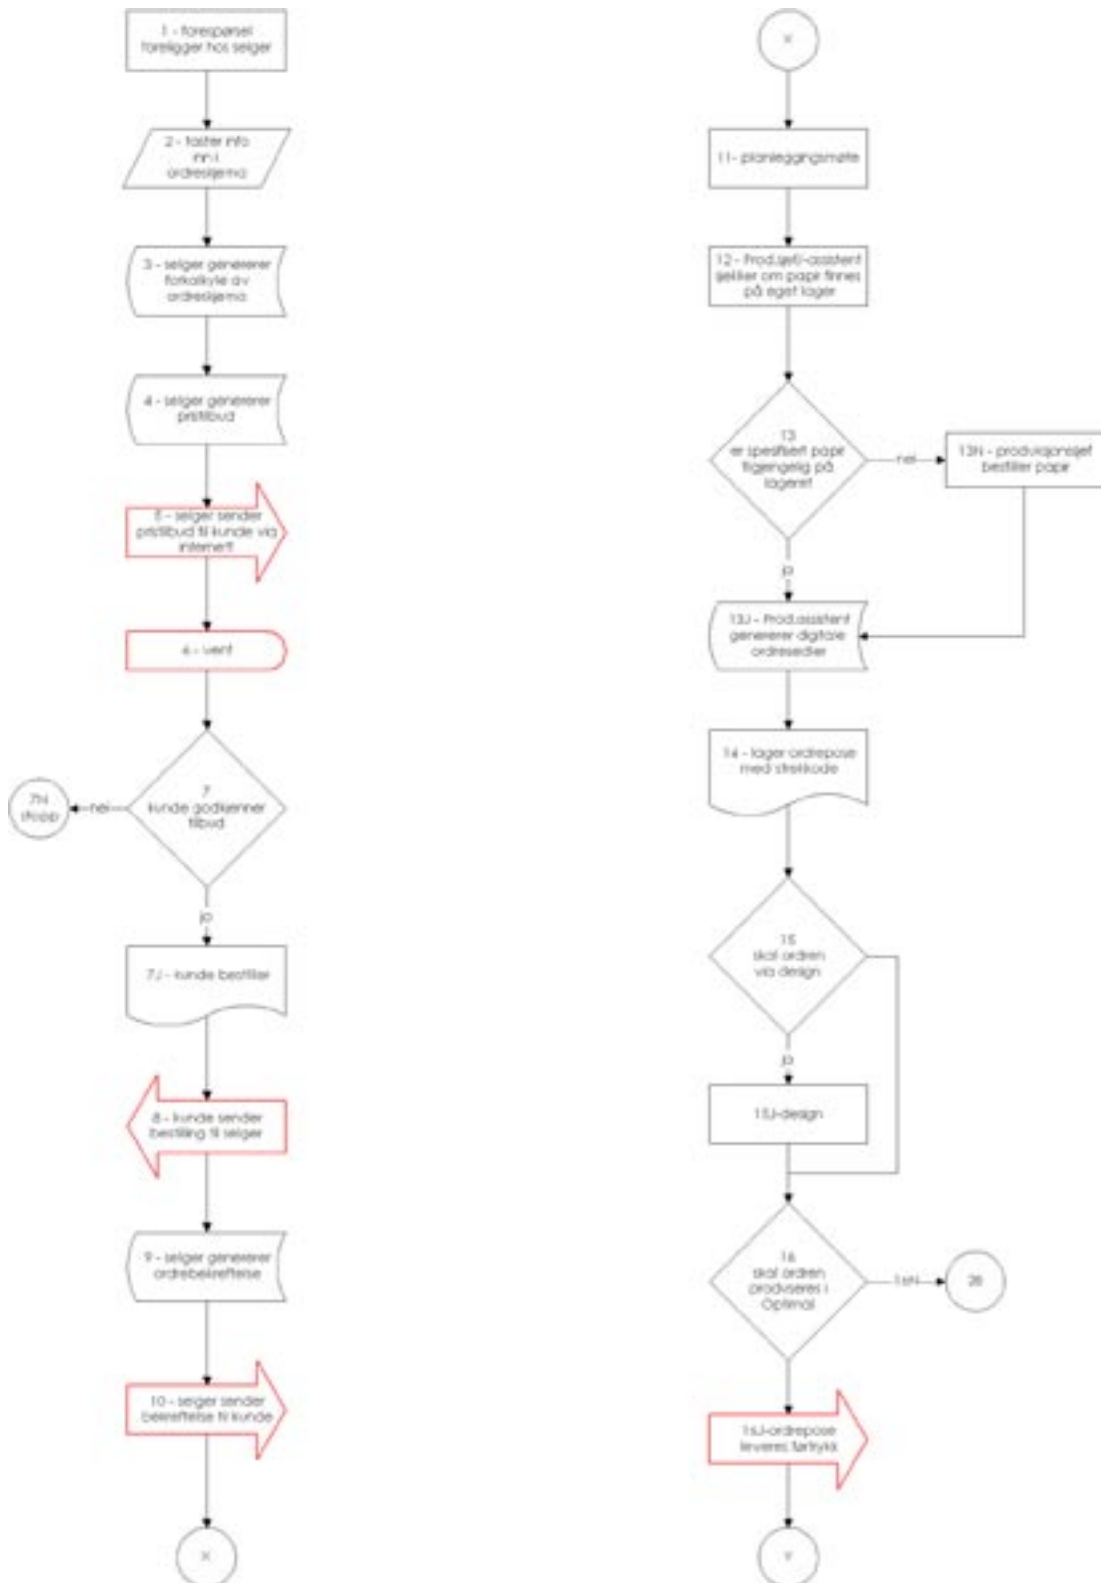 1 - forespørsel
foreligger hos selger
2 - taster info
inn i
ordreskjema
3 - selger genererer
forkalkyle av
ordreskjema
4 - selger genererer
pristilbud
5 - selger sender
pristilbud til kunde via
internett
6 - vent
7
kunde godkjenner
tilbud
nei
7N
stopp
ja
7J - kunde bestiller
8 - kunde sender
bestilling til selger
9 - selger genererer
ordrebekreftelse
10 - selger sender
bekreftelse til kunde
X
X
11- planleggingsmøte
12 - Prod.sjef/-assistent
sjekker om papir finnes
på eget lager
13
er spesifisert papir
tilgjengelig på
lageret
nei
13N - produksjonssjef
bestiller papir
ja
13J - Prod.assistent
genererer digitale
ordresedler
14 - lager ordrepose
med strekkode
15
skal ordren
via design
ja
15J-design
16
skal ordren
produseres i
Optimal
16N
28
16J-ordrepose
leveres førtrykk
Y